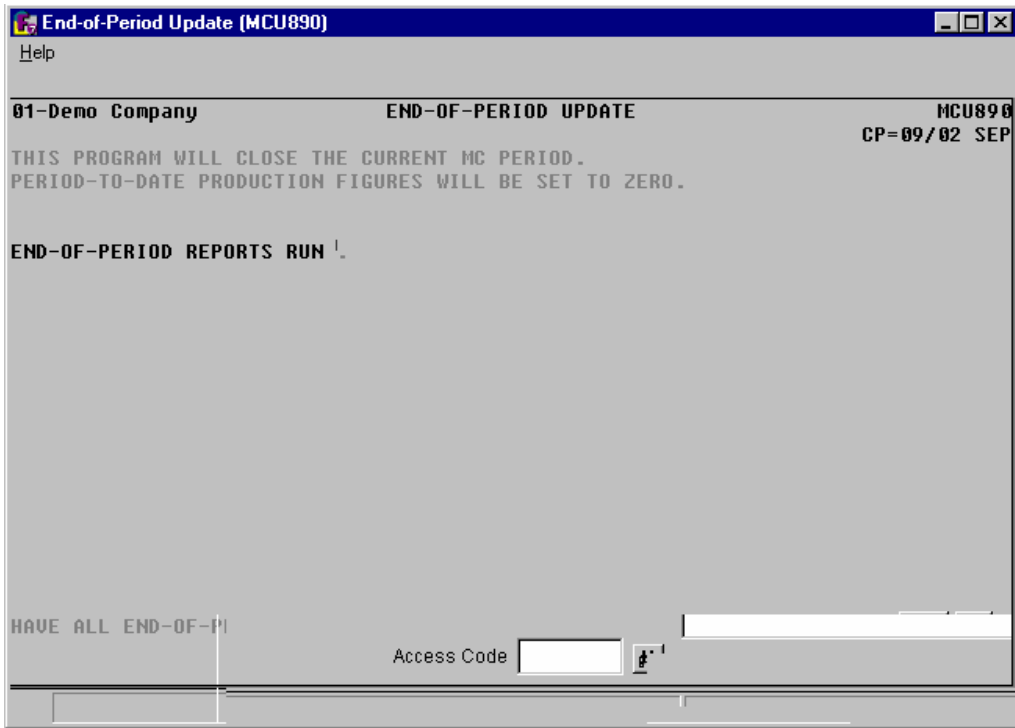 End-of-Period Update (MCU890)
Help
01-Demo Company END-OF-PERIOD UPDATE MCU890
CP=09/02 SEP
THIS PROGRAM WILL CLOSE THE CURRENT MC PERIOD.
PERIOD-TO-DATE PRODUCTION FIGURES WILL BE SET TO ZERO.
END-OF-PERIOD REPORTS RUN
HAVE ALL END-OF-P
Access Code